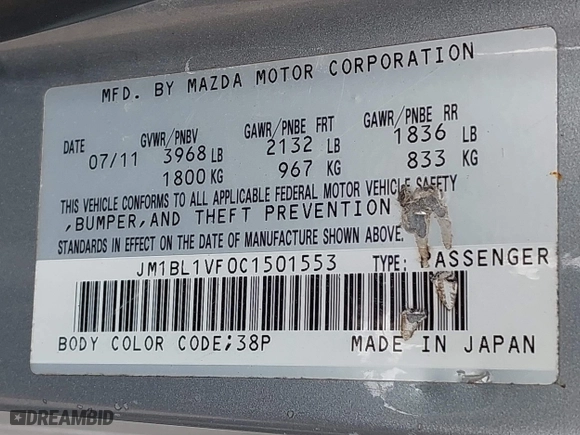 MFD. BY MAZDA MOTOR CORPORATION
DATE GVWR/PNBV GAWR/PNBE FRT GAWR/PNBE RR
07/11 3968 LB 2132 LB 1836 LB
1800 KG 967 KG 833 KG
THIS VEHICLE CONFORMS TO ALL APPLICABLE FEDERAL MOTOR VEHICLE SAFETY
,BUMPER,AND THEFT PREVENTION
STANDARDS IN EFFECT ON THE DATE OF MANUFACTURE SHOWN ABOVE.
JM1BL1VF0C1501553 TYPE: PASSENGER
BODY COLOR CODE;38P MADE IN JAPAN
DREAMBID